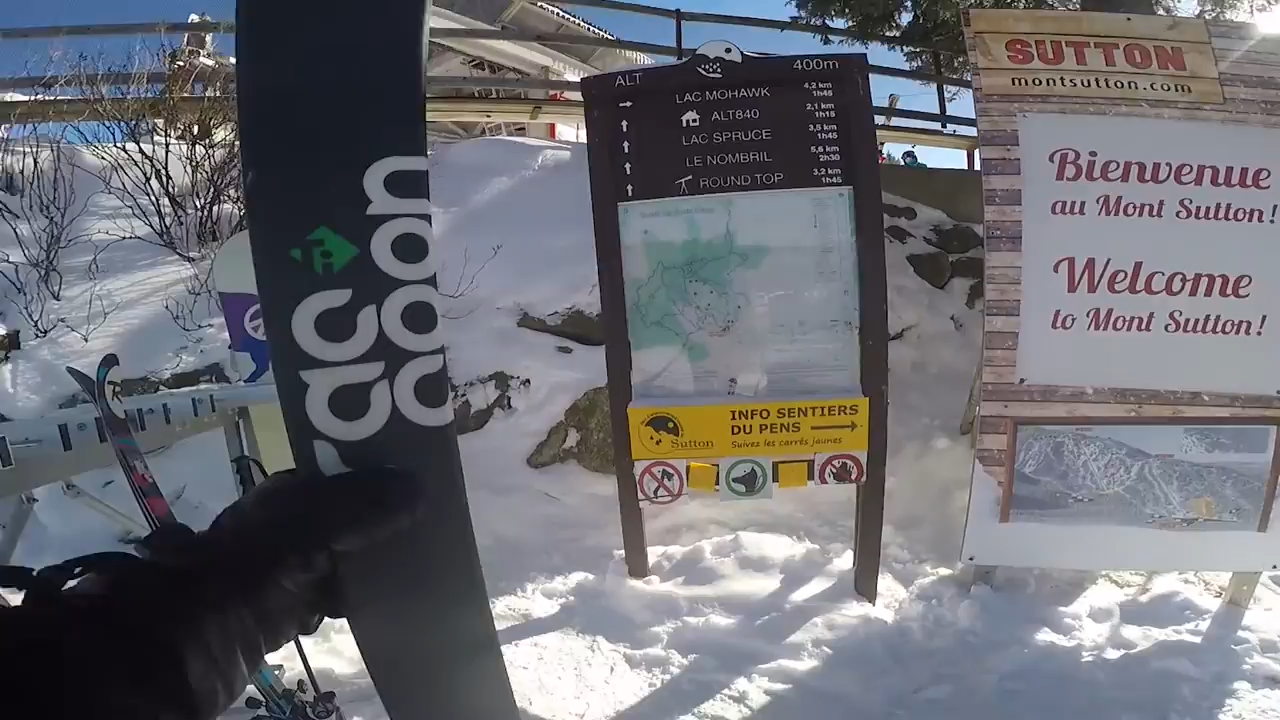 raccoon
ALT 400m
LAC MOHAWK 4,2 km 1h45
ALT840 2,1 km 1h15
LAC SPRUCE 3,5 km 1h45
LE NOMBRIL 5,6 km 2h30
ROUND TOP 3,2 km 1h45
INFO SENTIERS
DU PENS
Sutton
Suivez les carrés jaunes
SUTTON
montsutton.com
Bienvenue
au Mont Sutton!
Welcome
to Mont Sutton!